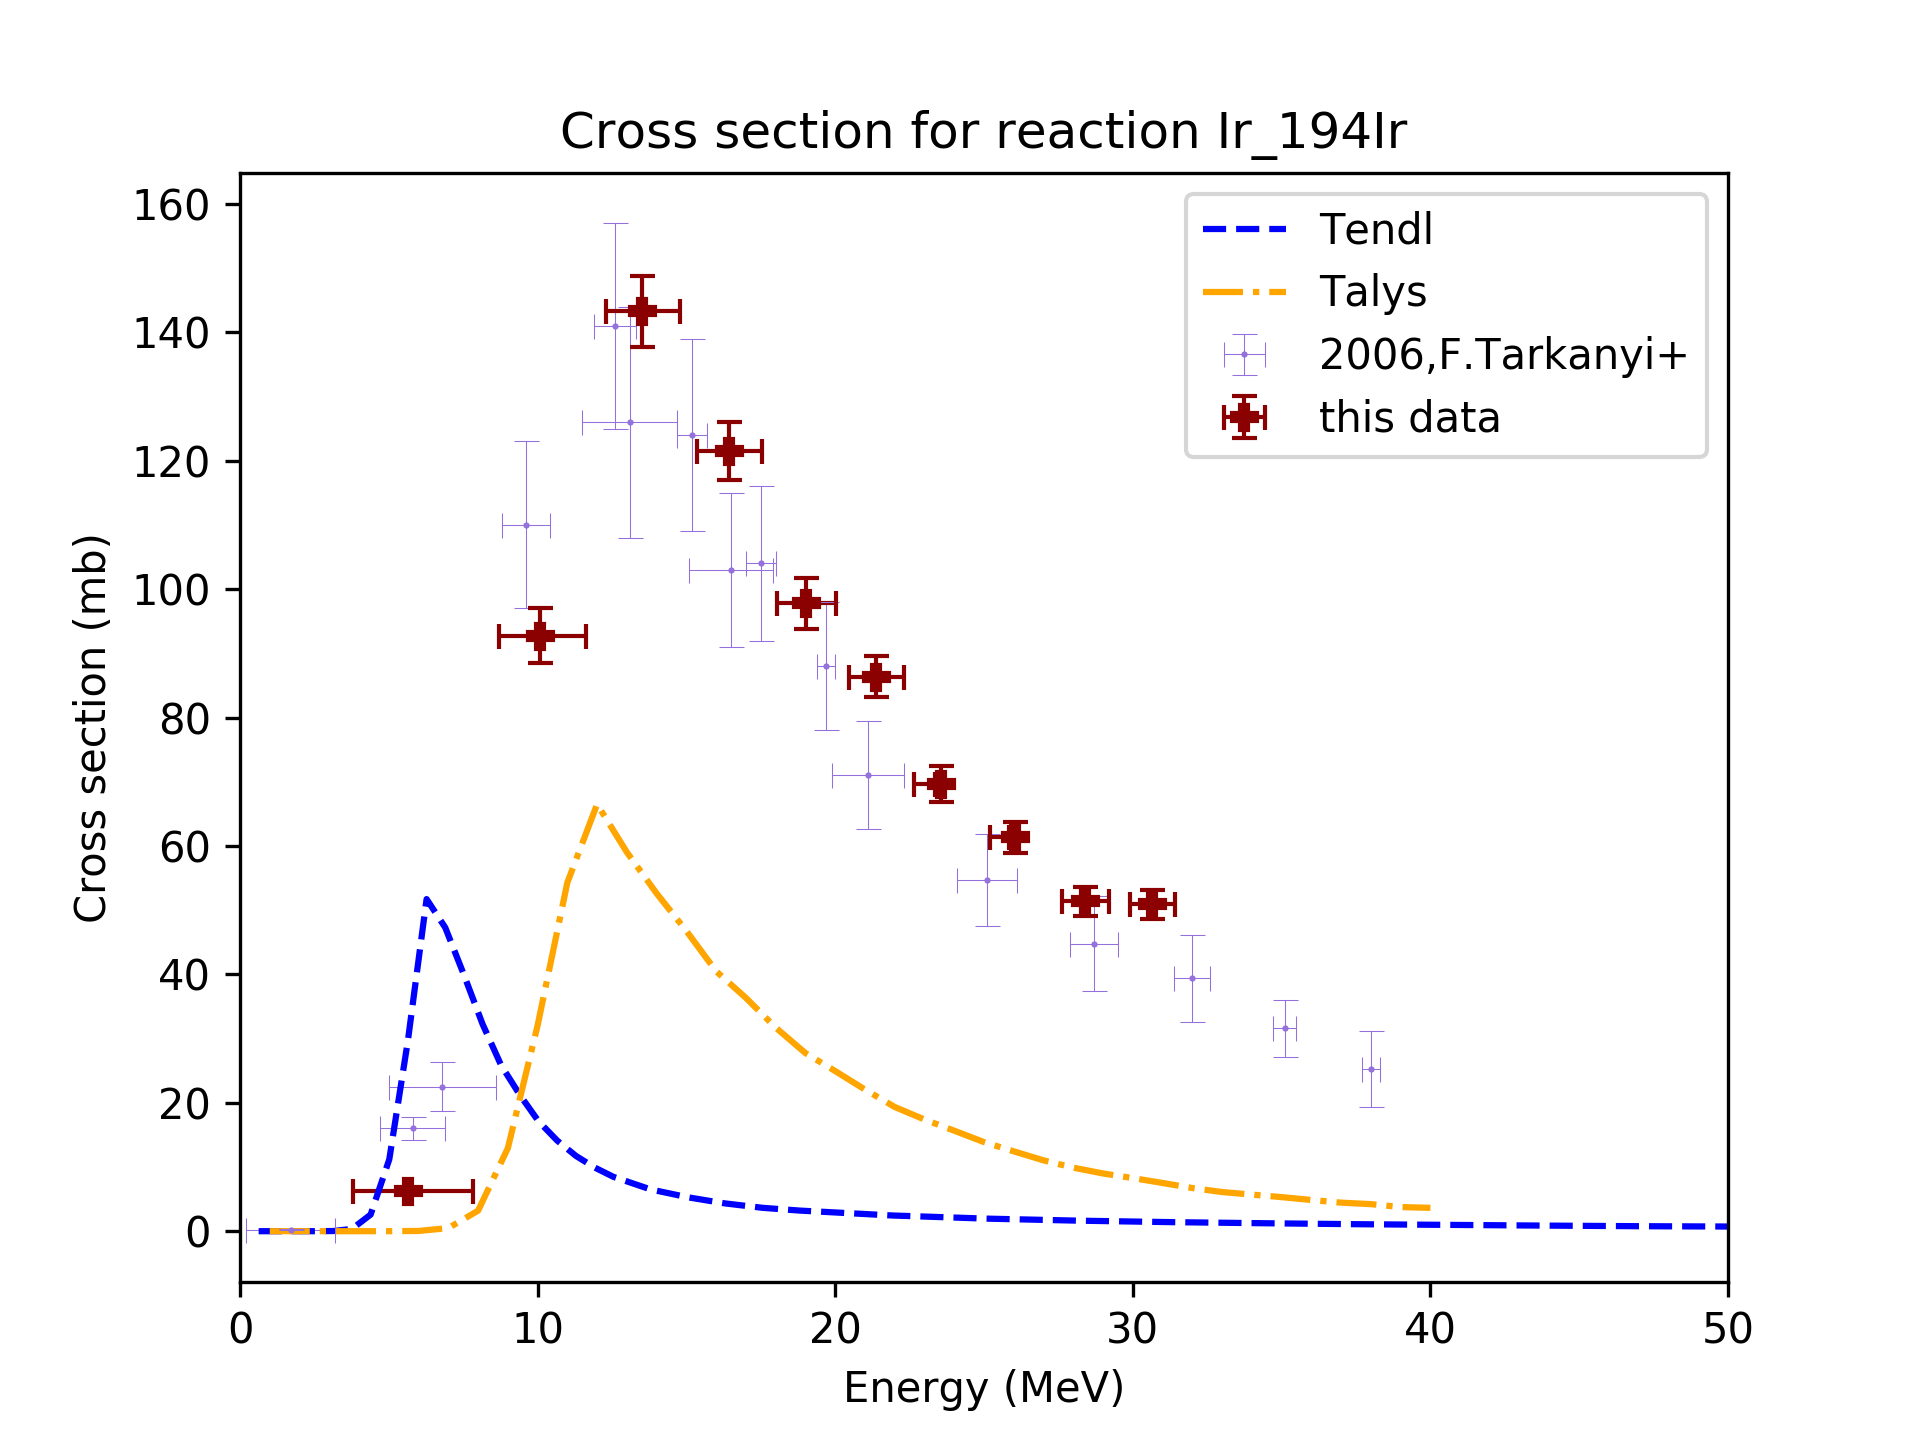 Cross section for reaction Ir_194Ir
160
140
120
100
80
60
40
20
0
Cross section (mb)
Tendl
Talys
2006,F.Tarkanyi+
this data
0 10 20 30 40 50
Energy (MeV)